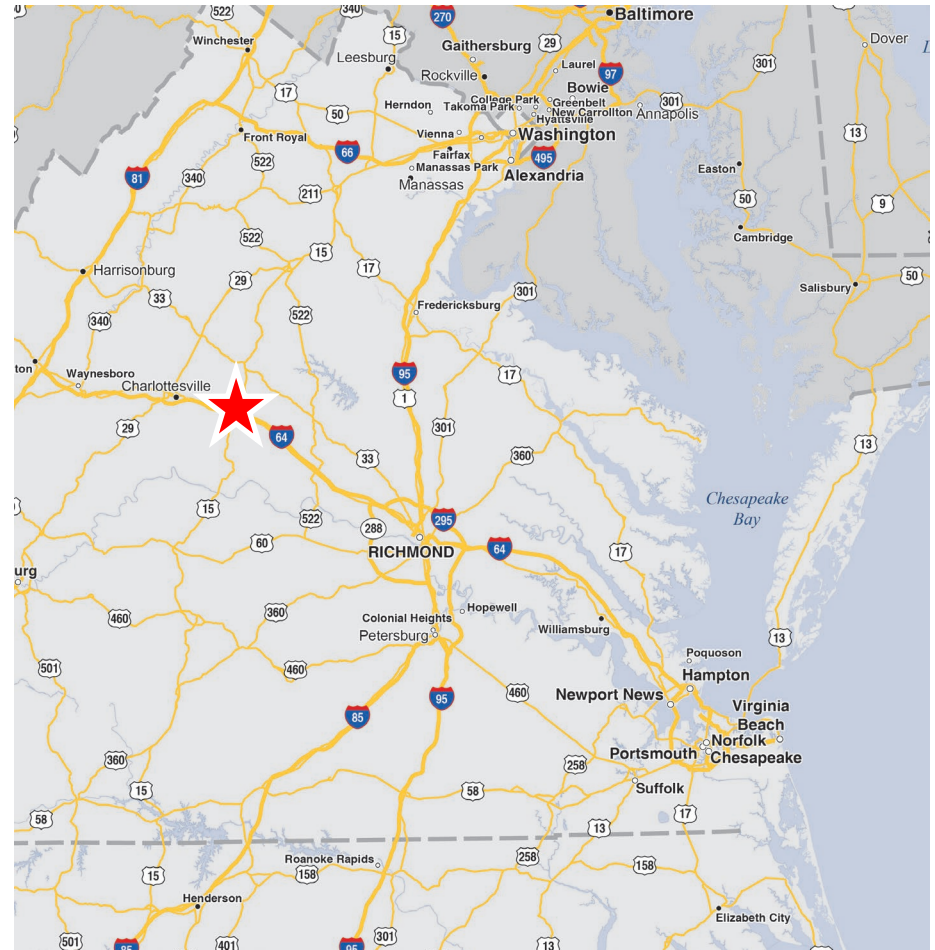 522
340
270
Baltimore
15
Winchester
Gaithersburg
29
Dover
Leesburg
Laurel
301
Rockville
97
17
Bowie
College Park
Greenbelt
301
Herndon
Takoma Park
New Carrollton
Annapolis
50
Hyattsville
Front Royal
Vienna
Washington
13
66
Fairfax
495
522
Manassas Park
Easton
81
340
Manassas
Alexandria
211
50
9
522
Cambridge
15
Harrisonburg
17
29
50
Salisbury
33
301
340
522
Fredericksburg
ton
Waynesboro
95
17
Charlottesville
1
29
64
301
13
33
360
Chesapeake
Bay
15
522
288
295
60
RICHMOND
64
17
urg
460
360
Colonial Heights
Hopewell
Petersburg
Williamsburg
13
501
460
Poquoson
95
460
Hampton
Newport News
85
Virginia
Beach
Norfolk
Portsmouth
Chesapeake
360
258
15
58
Suffolk
58
17
13
Roanoke Rapids
258
158
15
158
Henderson
Elizabeth City
501
85
401
95
301
13